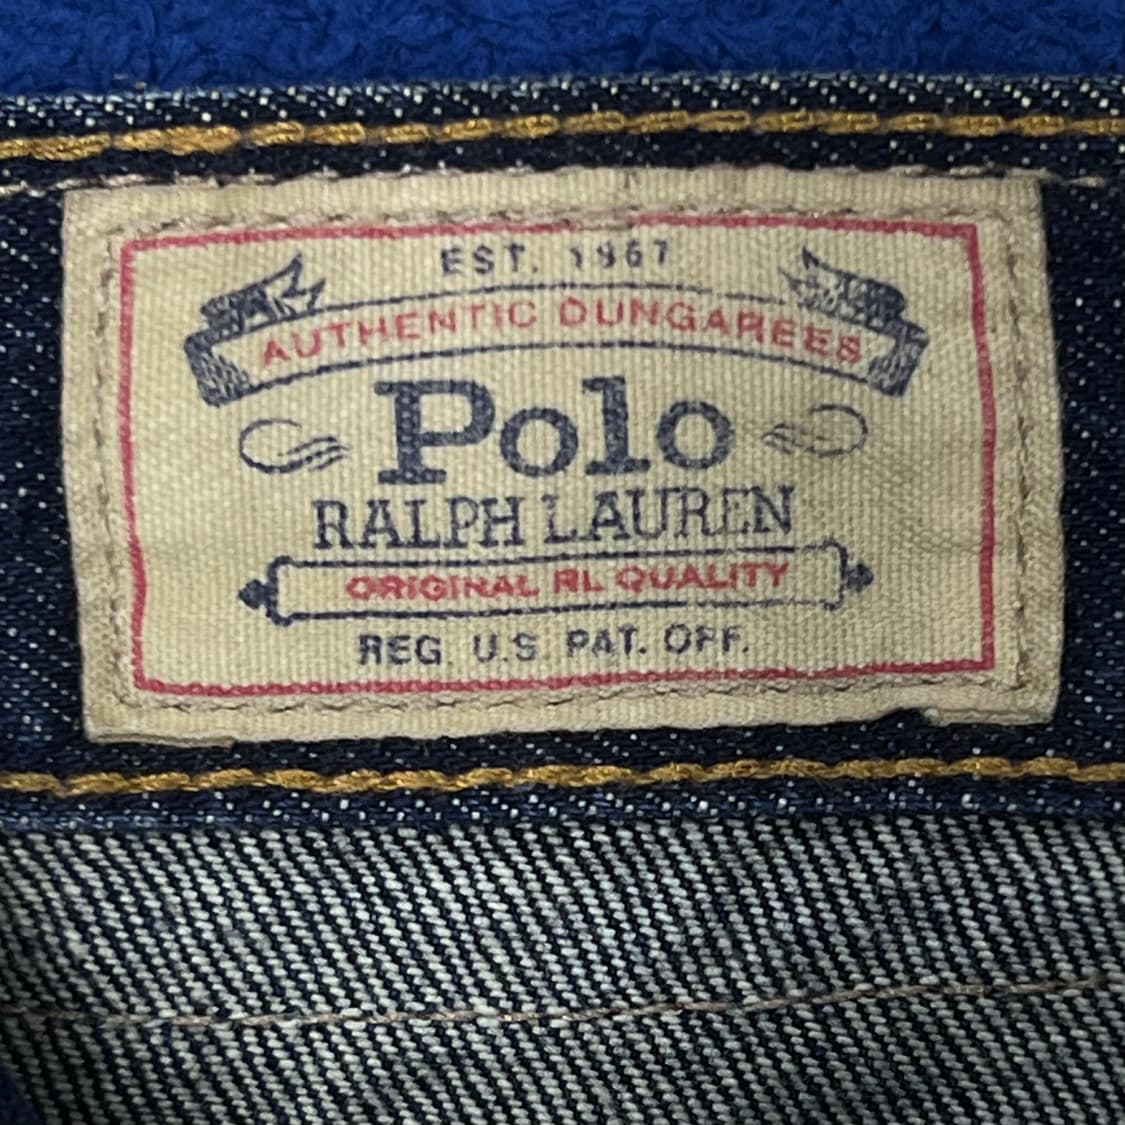 EST. 1967
AUTHENTIC DUNGAREES
Polo
RALPH LAUREN
ORIGINAL RL QUALITY
REG. U.S. PAT. OFF.